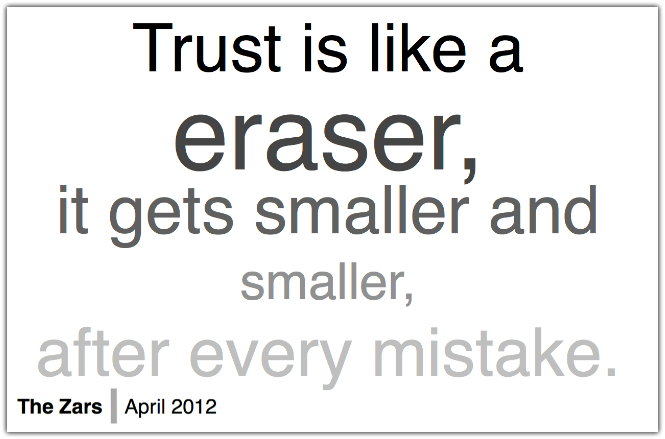 Trust is like a
eraser,
it gets smaller and
smaller,
after every mistake.
The Zars | April 2012